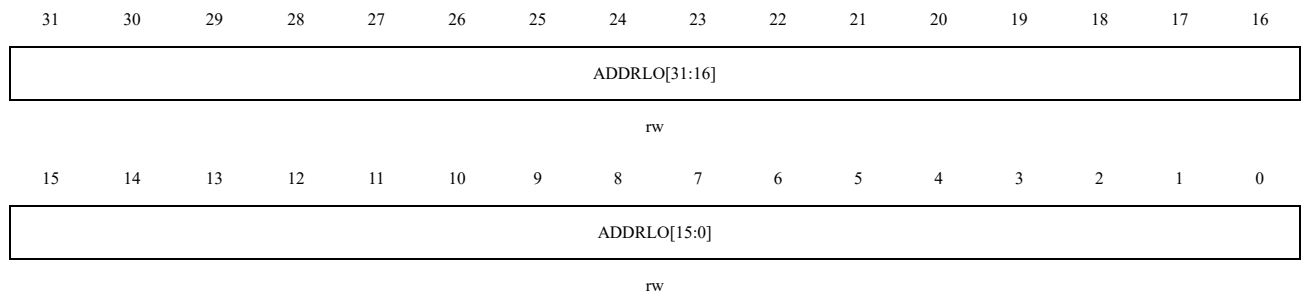 31 30 29 28 27 26 25 24 23 22 21 20 19 18 17 16
ADDRLO[31:16]
rw
15 14 13 12 11 10 9 8 7 6 5 4 3 2 1 0
ADDRLO[15:0]
rw